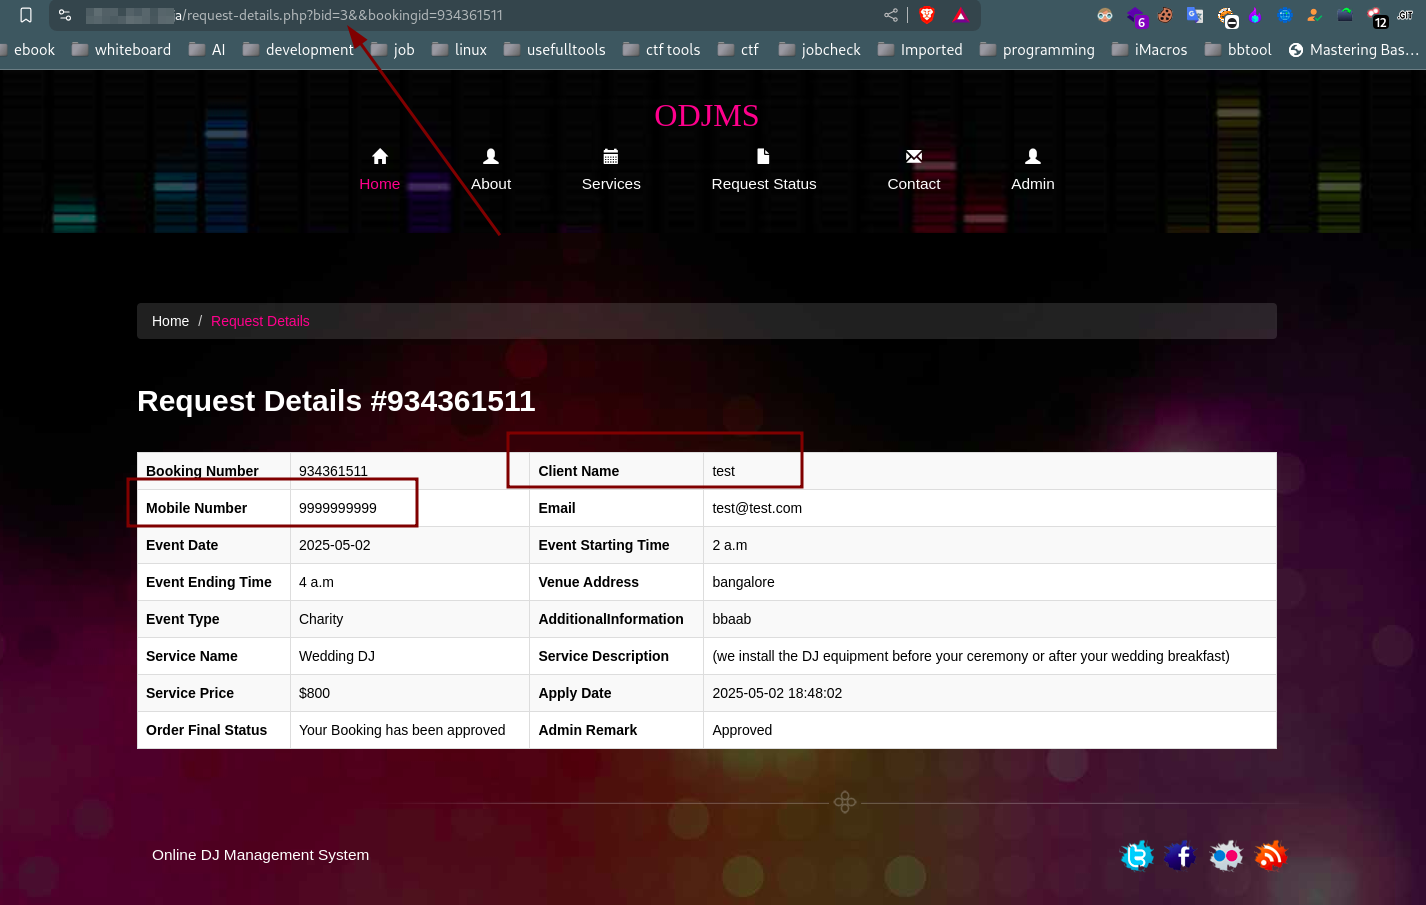 a/request-details.php?bid=3&&bookingid=934361511
6 12 .GIT
ebook whiteboard AI development job linux usefulltools ctf tools ctf jobcheck Imported programming iMacros bbtool Mastering Bas...
ODJMS
Home About Services Request Status Contact Admin
Home / Request Details
Request Details #934361511
Booking Number 934361511 Client Name test
Mobile Number 9999999999 Email test@test.com
Event Date 2025-05-02 Event Starting Time 2 a.m
Event Ending Time 4 a.m Venue Address bangalore
Event Type Charity AdditionalInformation bbaab
Service Name Wedding DJ Service Description (we install the DJ equipment before your ceremony or after your wedding breakfast)
Service Price $800 Apply Date 2025-05-02 18:48:02
Order Final Status Your Booking has been approved Admin Remark Approved
Online DJ Management System